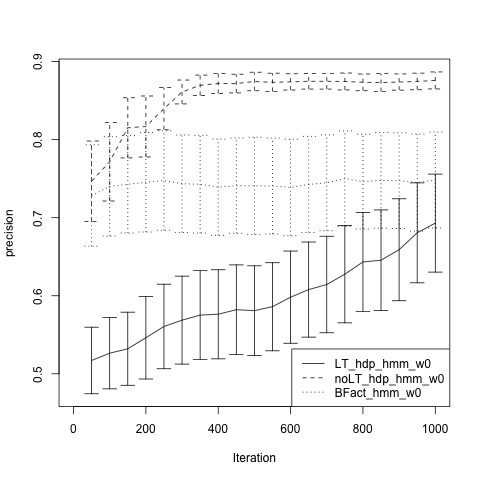 0.9
0.8
0.7
0.6
0.5
precision
0 200 400 600 800 1000
Iteration
LT_hdp_hmm_w0
noLT_hdp_hmm_w0
BFact_hmm_w0